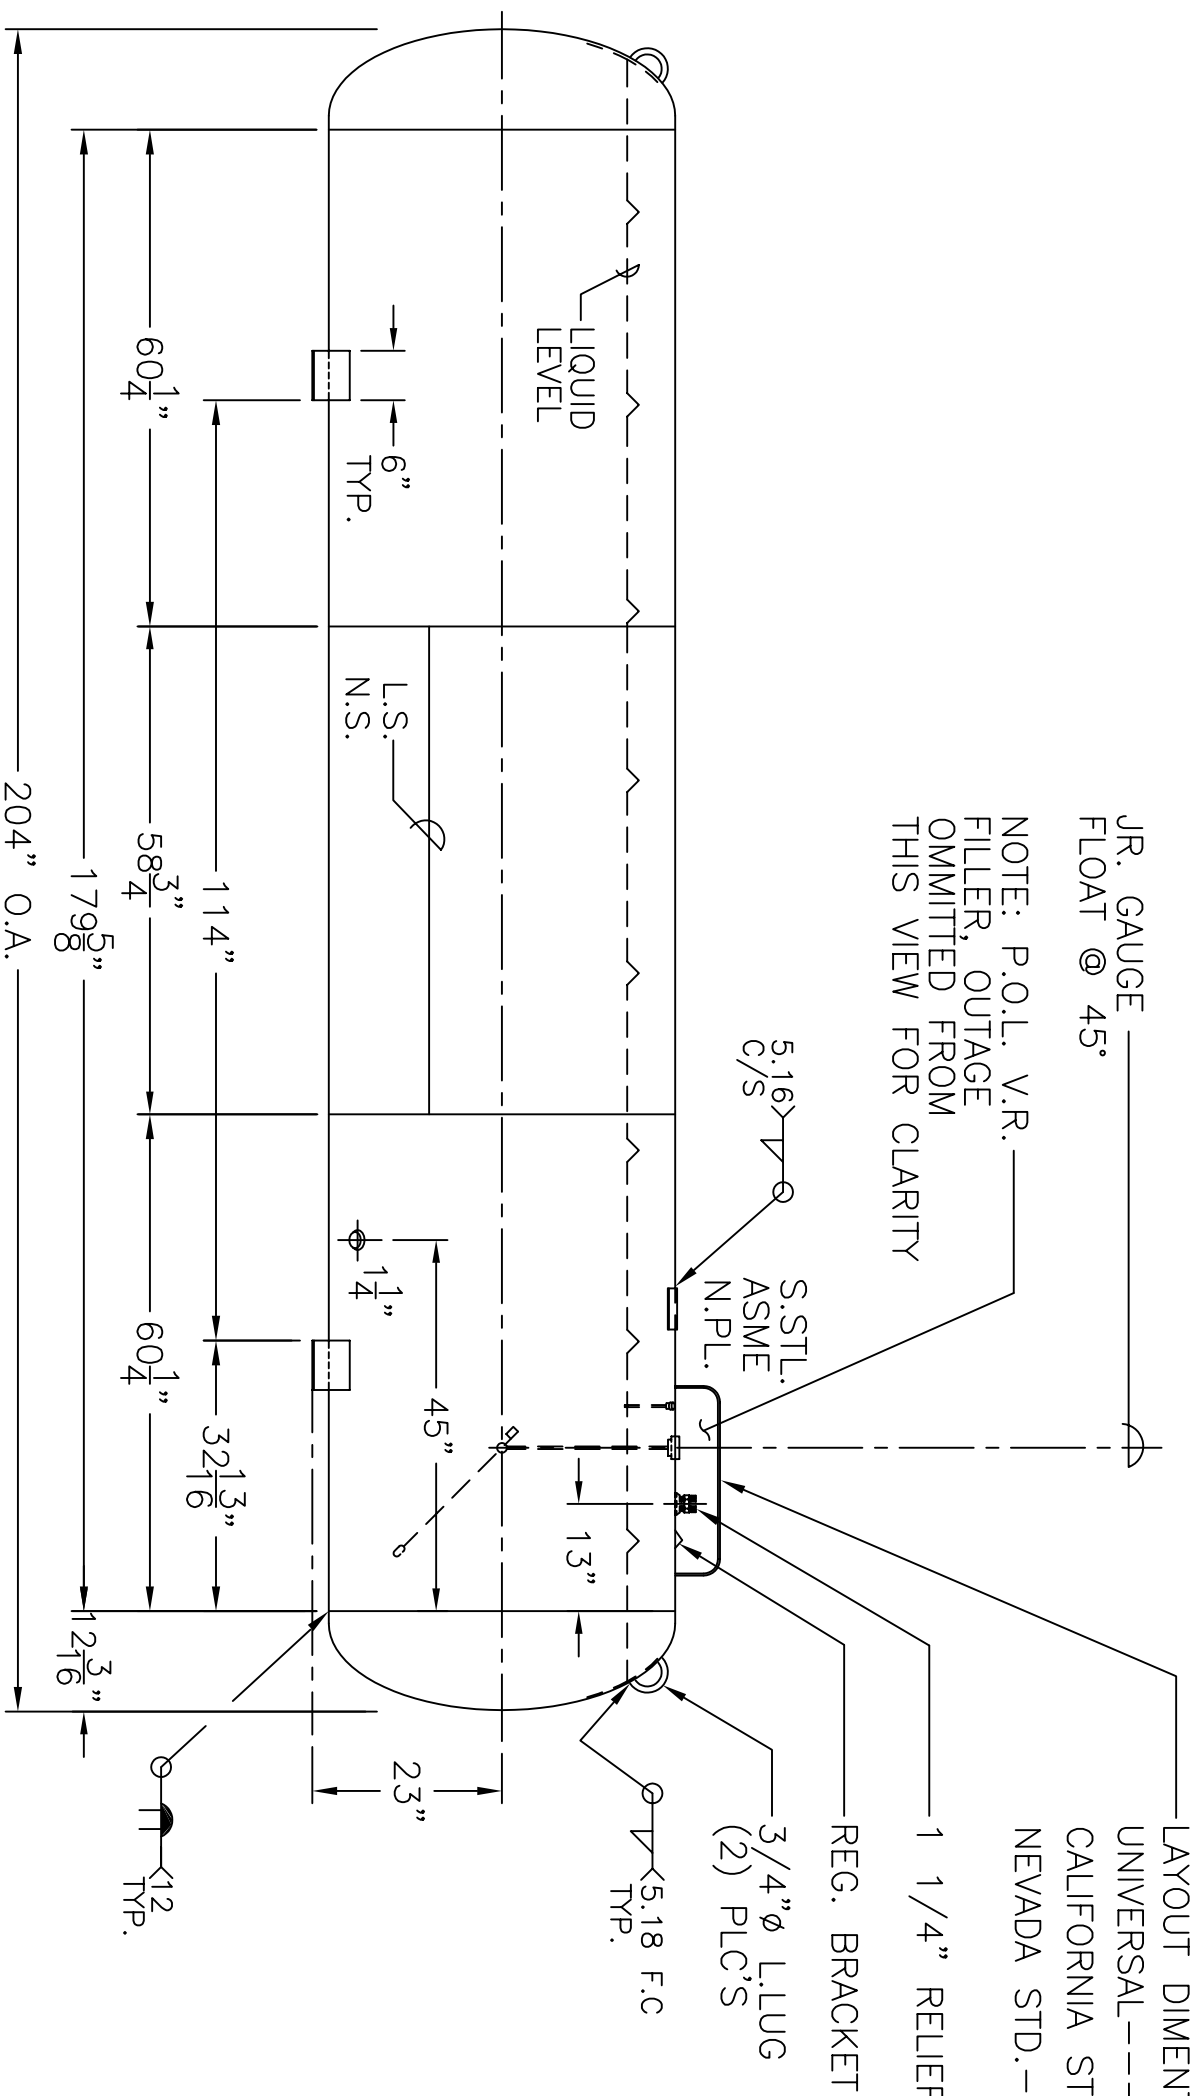 LAYOUT DIMEN
UNIVERSAL---
CALIFORNIA ST
NEVADA STD.-
1 1/4" RELIEF
REG. BRACKET
3/4"ø L.LUG
(2) PLC'S
5.18 F.C
TYP.
JR. GAUGE
FLOAT @ 45°
NOTE: P.O.L. V.R.
FILLER, OUTAGE
OMMITTED FROM
THIS VIEW FOR CLARITY
5.16
C/S
S.STL.
ASME
N.PL.
LIQUID
LEVEL
13"
6"
TYP.
L.S.
N.S.
45"
1 1/4"
23"
114"
32 13/16"
60 1/4"
58 3/4"
60 1/4"
179 5/8"
12 3/16"
204" O.A.
12
TYP.